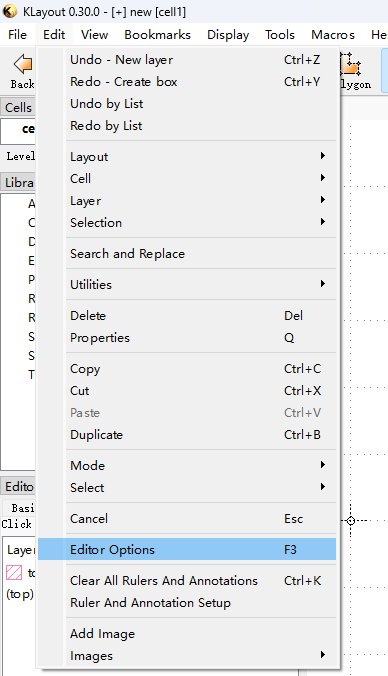 KLayout 0.30.0 - [+] new [cell1]
File Edit View Bookmarks Display Tools Macros He
Back
lygon
Cells
ce
Level
Libra
A
C
D
E
P
R
R
S
S
T
Edito
Basi
Click
Layer
to
(top)
Undo - New layer Ctrl+Z
Redo - Create box Ctrl+Y
Undo by List
Redo by List
Layout
Cell
Layer
Selection
Search and Replace
Utilities
Delete Del
Properties Q
Copy Ctrl+C
Cut Ctrl+X
Paste Ctrl+V
Duplicate Ctrl+B
Mode
Select
Cancel Esc
Editor Options F3
Clear All Rulers And Annotations Ctrl+K
Ruler And Annotation Setup
Add Image
Images